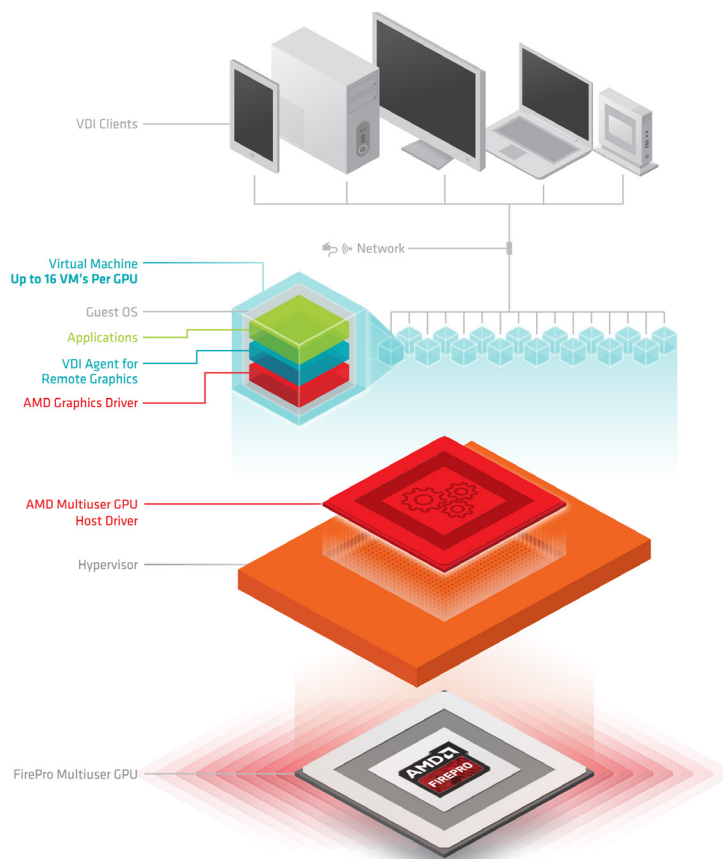 VDI Clients
Network
Virtual Machine
Up to 16 VM's Per GPU
Guest OS
Applications
VDI Agent for
Remote Graphics
AMD Graphics Driver
AMD Multiuser GPU
Host Driver
Hypervisor
FirePro Multiuser GPU
AMD
FIREPRO